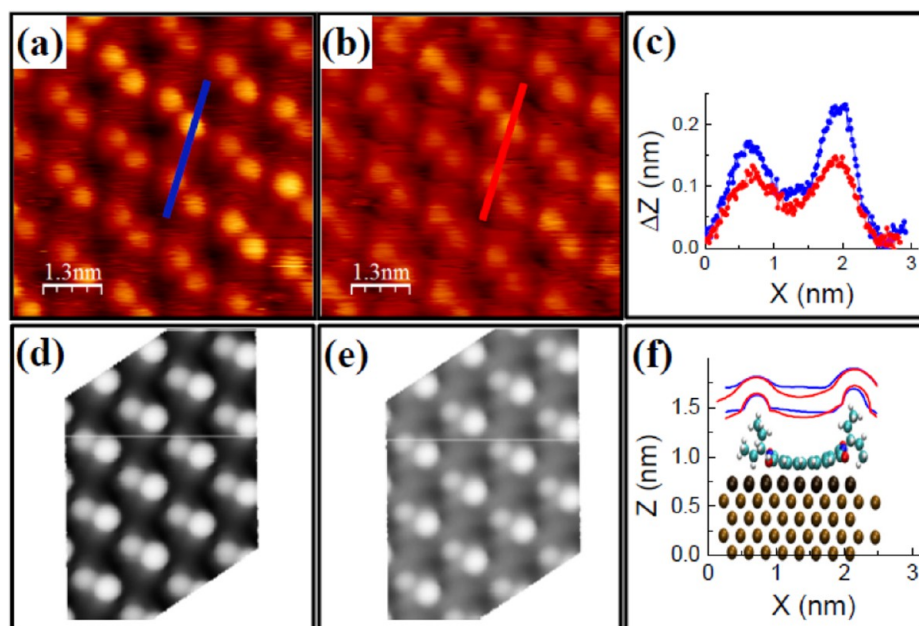 (a)
1.3nm
(b)
1.3nm
(c)
ΔZ (nm)
0.2
0.1
0.0
0 1 2 3
X (nm)
(d)
(e)
(f)
Z (nm)
1.5
1.0
0.5
0.0
0 1 2 3
X (nm)